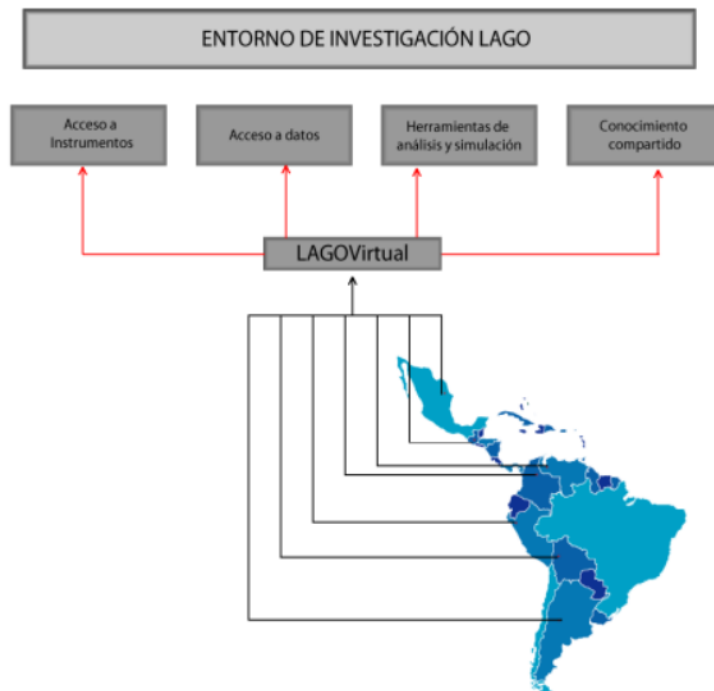 ENTORNO DE INVESTIGACIÓN LAGO
Acceso a
Instrumentos
Acceso a datos
Herramientas de
análisis y simulación
Conocimiento
compartido
LAGOVirtual